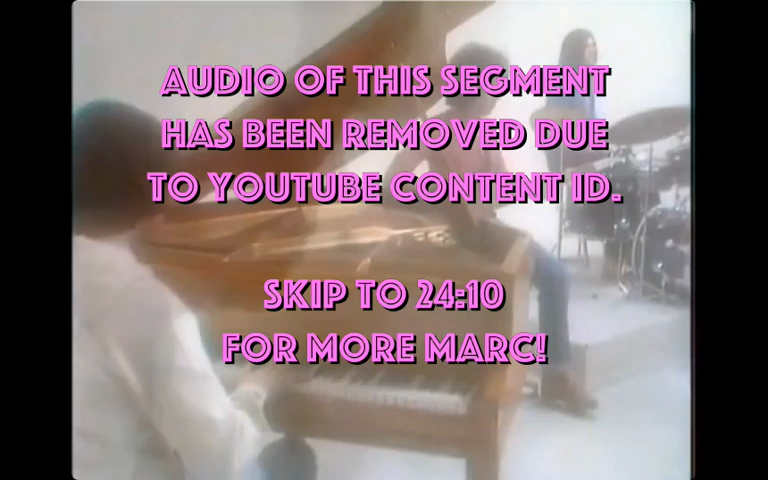 AUDIO OF THIS SEGMENT
HAS BEEN REMOVED DUE
TO YOUTUBE CONTENT ID.
SKIP TO 24:10
FOR MORE MARC!